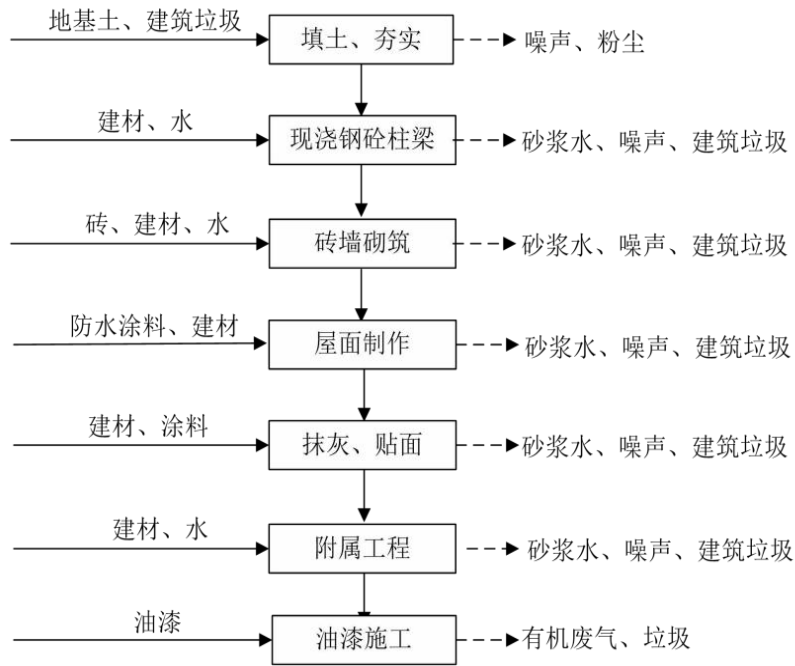 地基土、建筑垃圾
填土、夯实
噪声、粉尘
建材、水
现浇钢砼柱梁
砂浆水、噪声、建筑垃圾
砖、建材、水
砖墙砌筑
砂浆水、噪声、建筑垃圾
防水涂料、建材
屋面制作
砂浆水、噪声、建筑垃圾
建材、涂料
抹灰、贴面
砂浆水、噪声、建筑垃圾
建材、水
附属工程
砂浆水、噪声、建筑垃圾
油漆
油漆施工
有机废气、垃圾